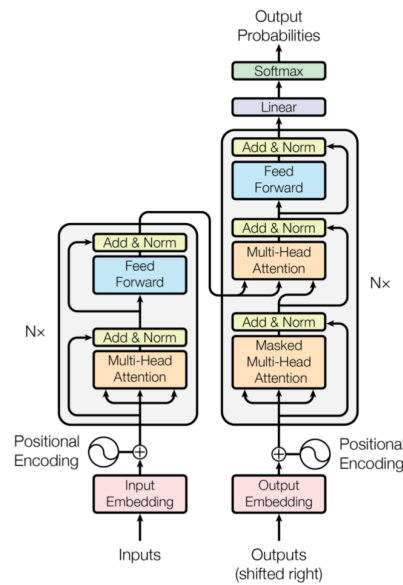 Output
Probabilities
Softmax
Linear
Add & Norm
Feed
Forward
Add & Norm
Multi-Head
Attention
Add & Norm
Masked
Multi-Head
Attention
N×
Positional
Encoding
Output
Embedding
Outputs
(shifted right)
Add & Norm
Feed
Forward
Add & Norm
Multi-Head
Attention
N×
Positional
Encoding
Input
Embedding
Inputs